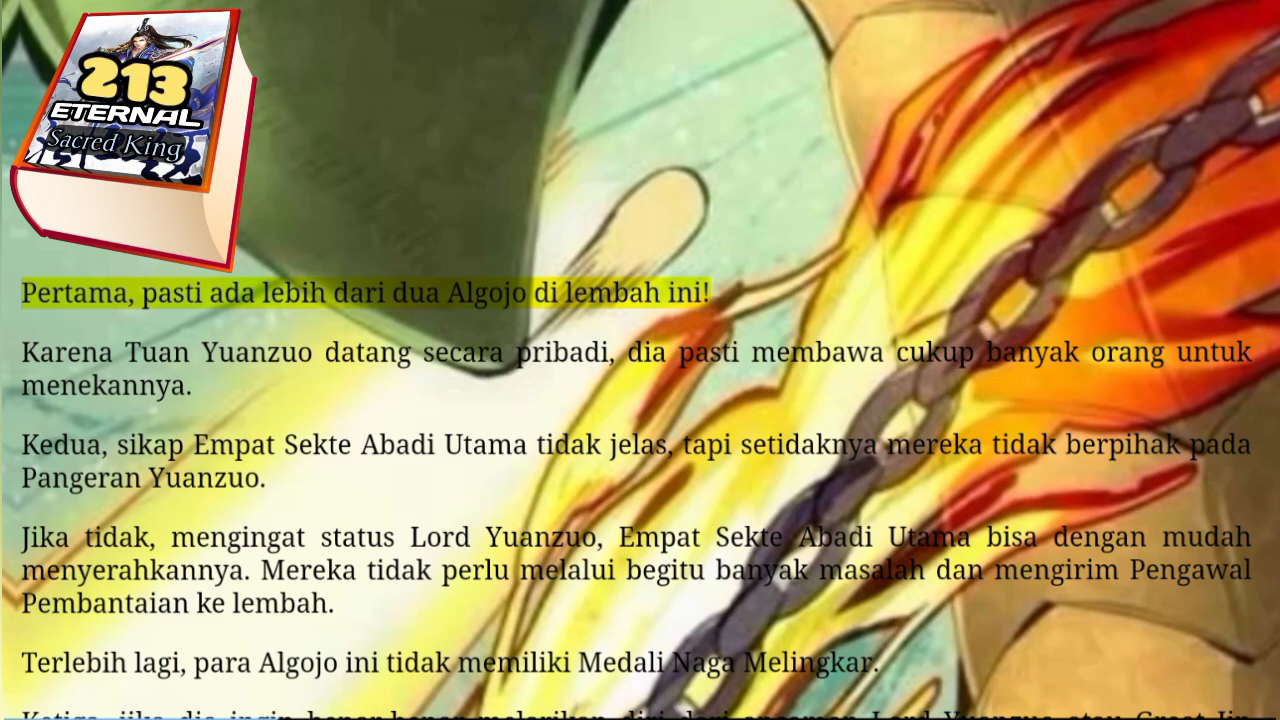 213
ETERNAL
Sacred King
Pertama, pasti ada lebih dari dua Algojo di lembah ini!
Karena Tuan Yuanzuo datang secara pribadi, dia pasti membawa cukup banyak orang untuk
menekannya.
Kedua, sikap Empat Sekte Abadi Utama tidak jelas, tapi setidaknya mereka tidak berpihak pada
Pangeran Yuanzuo.
Jika tidak, mengingat status Lord Yuanzuo, Empat Sekte Abadi Utama bisa dengan mudah
menyerahkannya. Mereka tidak perlu melalui begitu banyak masalah dan mengirim Pengawal
Pembantaian ke lembah.
Terlebih lagi, para Algojo ini tidak memiliki Medali Naga Melingkar.